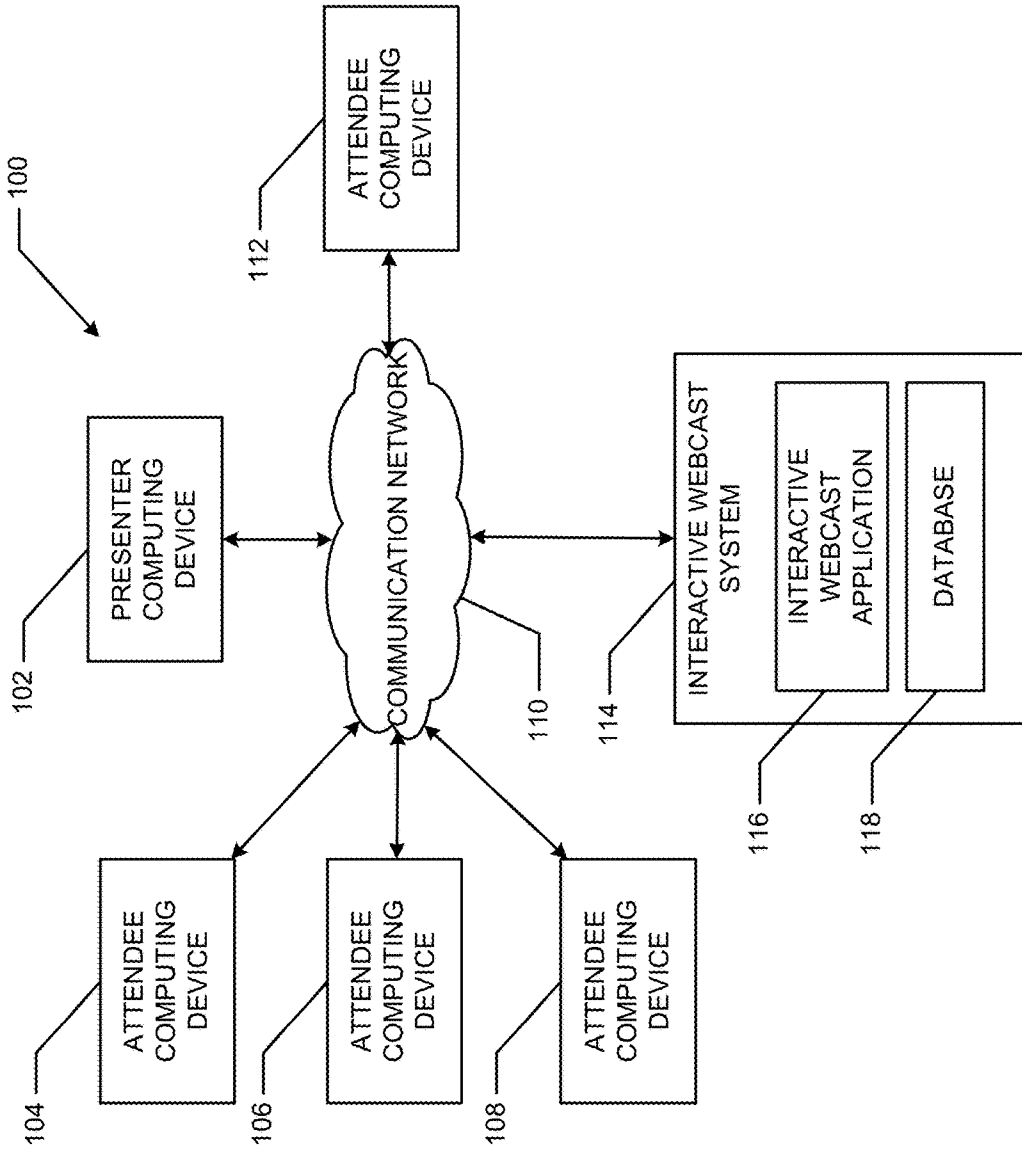 100
102
PRESENTER
COMPUTING
DEVICE
104
ATTENDEE
COMPUTING
DEVICE
106
ATTENDEE
COMPUTING
DEVICE
108
ATTENDEE
COMPUTING
DEVICE
COMMUNICATION NETWORK
110
112
ATTENDEE
COMPUTING
DEVICE
114
INTERACTIVE WEBCAST
SYSTEM
116
INTERACTIVE
WEBCAST
APPLICATION
118
DATABASE